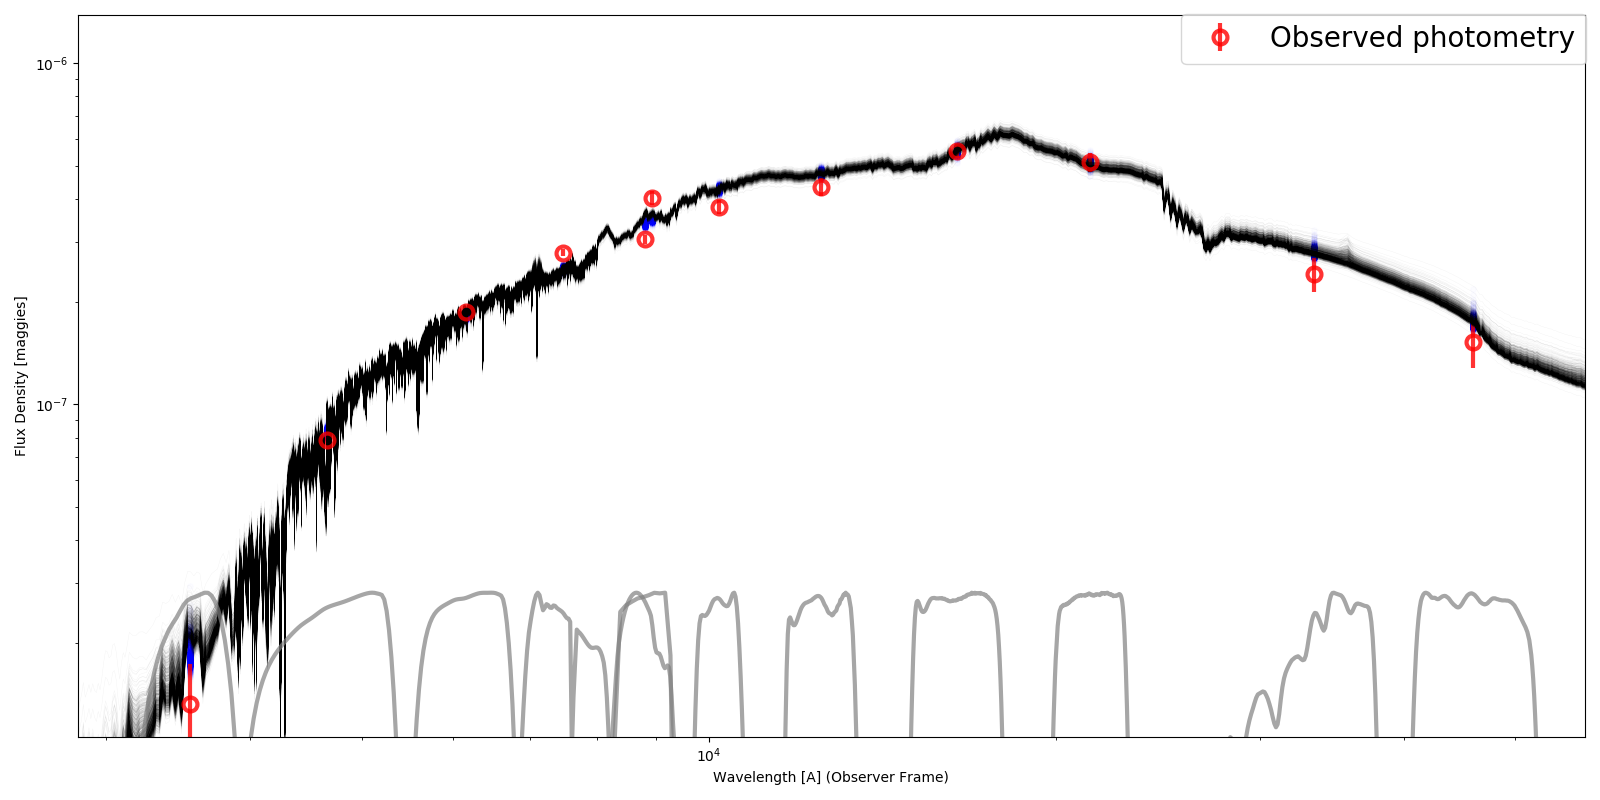 Observed photometry
10⁻⁶
10⁻⁷
Flux Density [maggies]
10⁴
Wavelength [A] (Observer Frame)